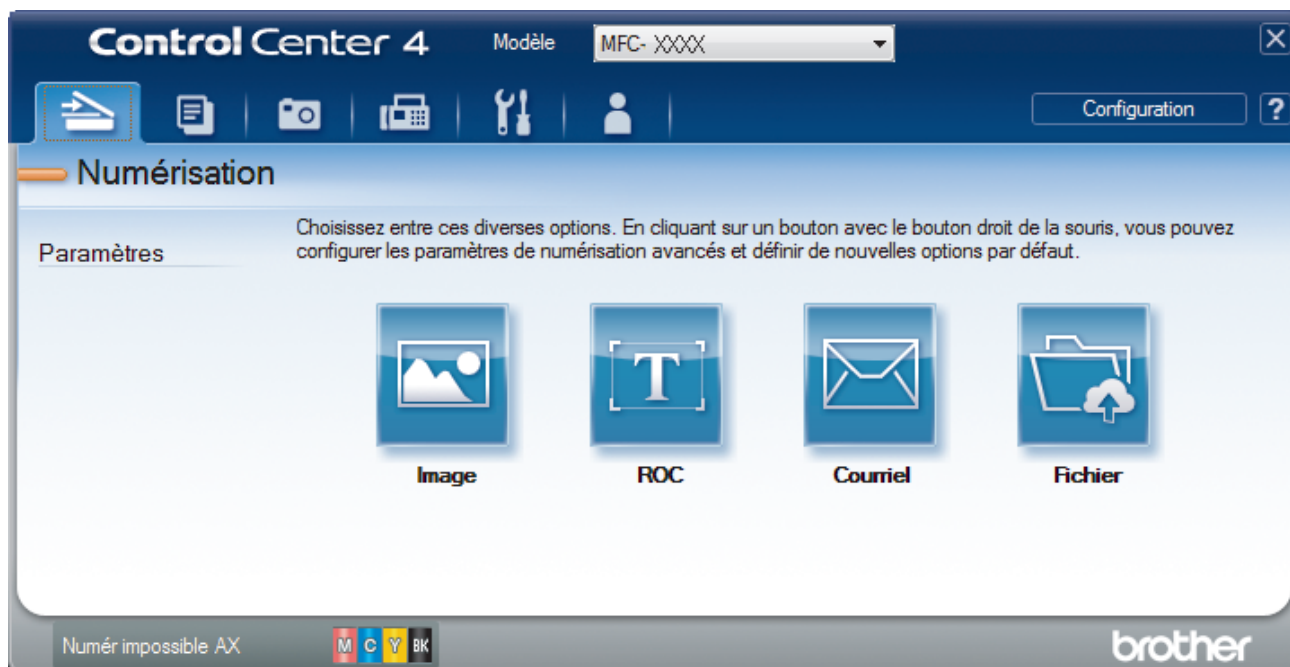 ControlCenter 4 Modèle MFC- XXXX
Configuration ?
Numérisation
Choisissez entre ces diverses options. En cliquant sur un bouton avec le bouton droit de la souris, vous pouvez
Paramètres configurer les paramètres de numérisation avancés et définir de nouvelles options par défaut.
T
Image ROC Courriel Fichier
Numér impossible AX M C Y BK brother